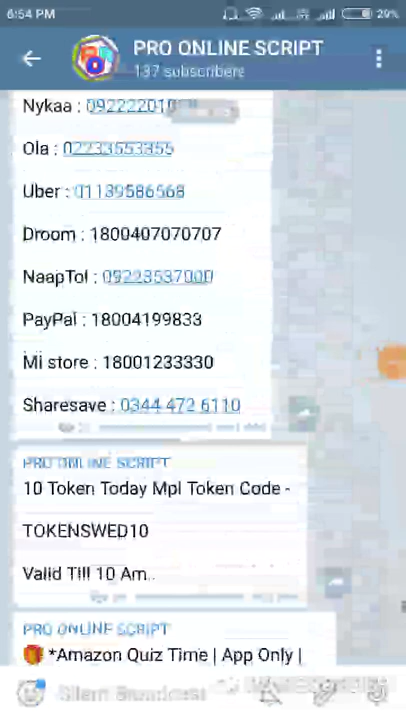 6:54 PM
29%
PRO ONLINE SCRIPT
137 subscribers
Nykaa :
Ola : 02233553355
Uber : 01139586568
Droom : 1800407070707
NaapTol : 09223537000
PayPal : 18004199833
Mi store : 18001233330
Sharesave : 0344 472 6110
PRO ONLINE SCRIPT
10 Token Today Mpl Token Code -
TOKENSWED10
Valid Till 10 Am..
PRO ONLINE SCRIPT
*Amazon Quiz Time | App Only |
Silent Broadcast